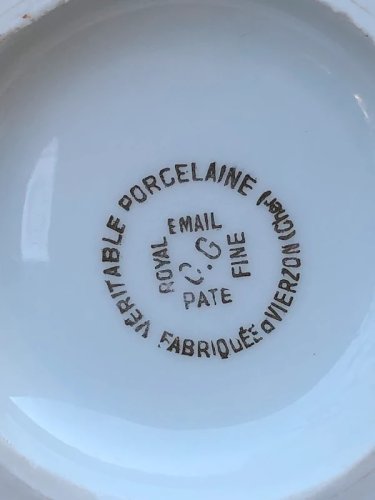 VÉRITABLE PORCELAINE
FABRIQUÉE A VIERZON (Cher)
ROYAL
EMAIL
FINE
PATE
C.G